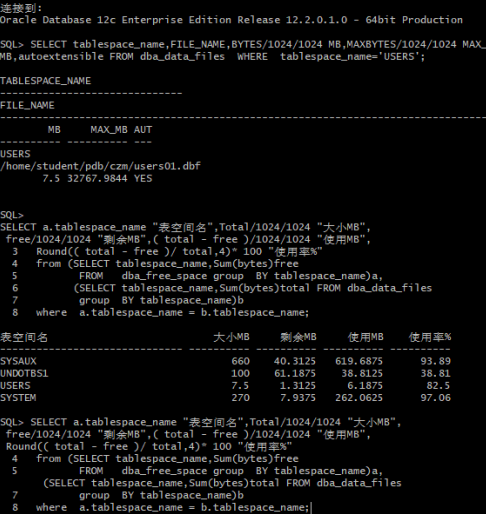 连接到:
Oracle Database 12c Enterprise Edition Release 12.2.0.1.0 - 64bit Production
SQL> SELECT tablespace_name,FILE_NAME,BYTES/1024/1024 MB,MAXBYTES/1024/1024 MAX_
MB,autoextensible FROM dba_data_files  WHERE  tablespace_name='USERS';
TABLESPACE_NAME
------------------------------
FILE_NAME
--------------------------------------------------------------------------------
        MB     MAX_MB AUT
---------- ---------- ---
USERS
/home/student/pdb/czm/users01.dbf
       7.5 32767.9844 YES
SQL>
SELECT a.tablespace_name "表空间名",Total/1024/1024 "大小MB",
 free/1024/1024 "剩余MB",( total - free )/1024/1024 "使用MB",
  3   Round(( total - free )/ total,4)* 100 "使用率%"
  4   from (SELECT tablespace_name,Sum(bytes)free
  5          FROM   dba_free_space group  BY tablespace_name)a,
  6         (SELECT tablespace_name,Sum(bytes)total FROM dba_data_files
  7          group  BY tablespace_name)b
  8   where  a.tablespace_name = b.tablespace_name;
表空间名                           大小MB     剩余MB     使用MB    使用率%
------------------------------ ---------- ---------- ---------- ----------
SYSAUX                                660    40.3125   619.6875      93.89
UNDOTBS1                              100    61.1875    38.8125      38.81
USERS                                 7.5     1.3125     6.1875       82.5
SYSTEM                                270     7.9375   262.0625      97.06
SQL> SELECT a.tablespace_name "表空间名",Total/1024/1024 "大小MB",
 free/1024/1024 "剩余MB",( total - free )/1024/1024 "使用MB",
 Round(( total - free )/ total,4)* 100 "使用率%"
  4   from (SELECT tablespace_name,Sum(bytes)free
  5          FROM   dba_free_space group  BY tablespace_name)a,
       (SELECT tablespace_name,Sum(bytes)total FROM dba_data_files
  7          group  BY tablespace_name)b
  8   where  a.tablespace_name = b.tablespace_name;